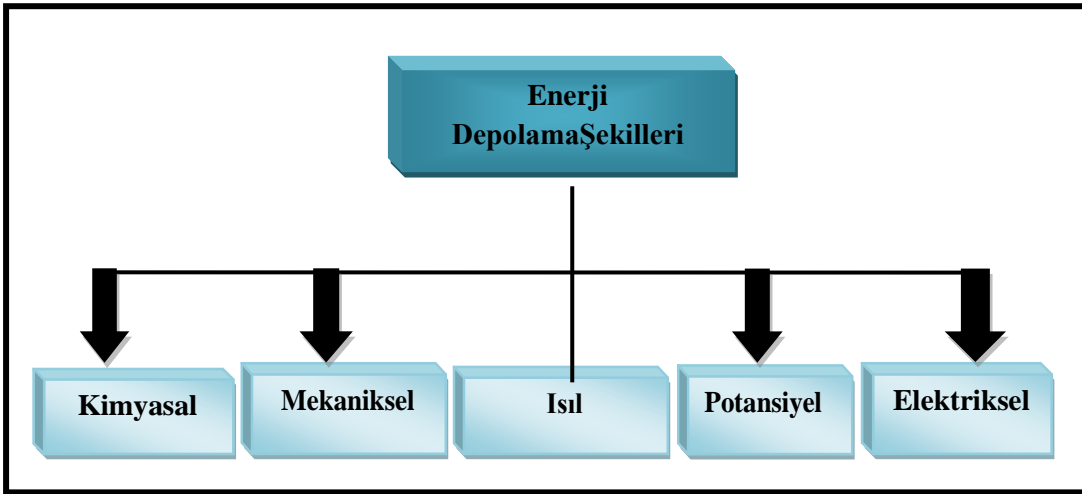 Enerji
DepolamaŞekilleri
Kimyasal
Mekaniksel
Isıl
Potansiyel
Elektriksel